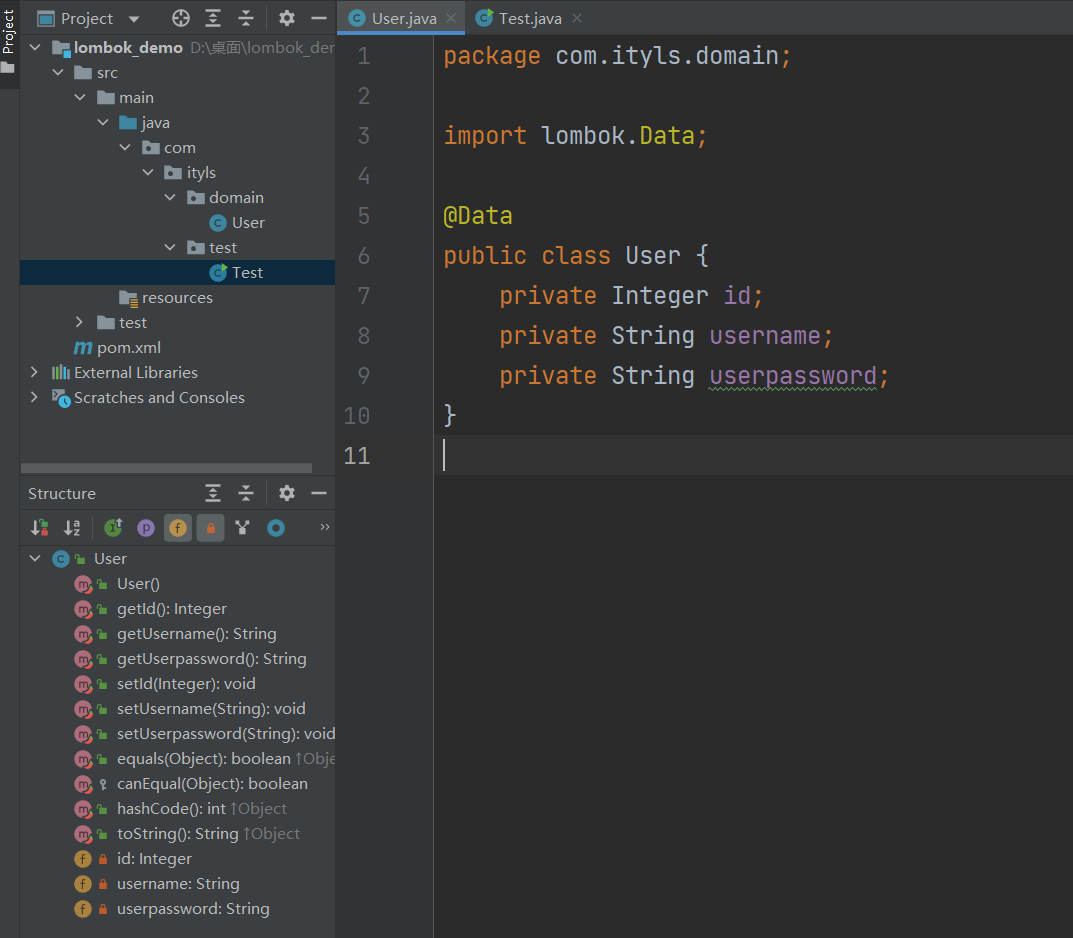 Project
Project
lombok_demo D:\桌面\lombok_der
src
main
java
com
ityls
domain
User
test
Test
resources
test
pom.xml
External Libraries
Scratches and Consoles
Structure
User
User()
getId(): Integer
getUsername(): String
getUserpassword(): String
setId(Integer): void
setUsername(String): void
setUserpassword(String): void
equals(Object): boolean ↑Obje
canEqual(Object): boolean
hashCode(): int ↑Object
toString(): String ↑Object
id: Integer
username: String
userpassword: String
User.java
Test.java
1 package com.ityls.domain;
2
3 import lombok.Data;
4
5 @Data
6 public class User {
7 private Integer id;
8 private String username;
9 private String userpassword;
10 }
11